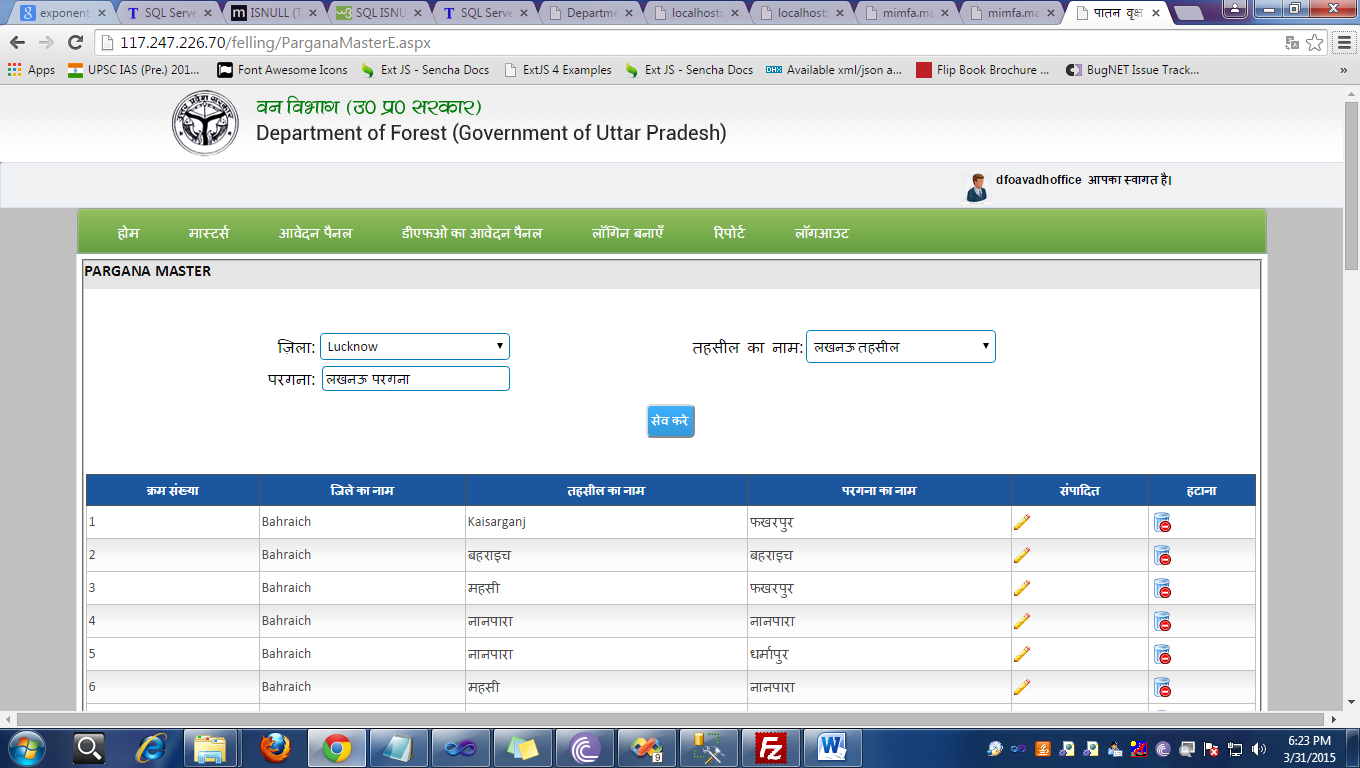 exponent
SQL Serve
ISNULL (T
SQL ISNU
SQL Serve
Departme
localhost:
localhost:
mimfa.ma
mimfa.ma
पातन वृक्ष
117.247.226.70/felling/ParganaMasterE.aspx
Apps UPSC IAS (Pre.) 201... Font Awesome Icons Ext JS - Sencha Docs ExtJS 4 Examples Ext JS - Sencha Docs Available xml/json a... Flip Book Brochure ... BugNET Issue Track... »
वन विभाग (उ0 प्र0 सरकार)
Department of Forest (Government of Uttar Pradesh)
dfoavadhoffice आपका स्वागत है।
होम मास्टर्स आवेदन पैनल डीएफओ का आवेदन पैनल लॉगिन बनाएँ रिपोर्ट लॉगआउट
PARGANA MASTER
ज़िला: Lucknow तहसील का नाम: लखनऊ तहसील
परगना: लखनऊ परगना
सेव करे
क्रम संख्या जिले का नाम तहसील का नाम परगना का नाम संपादित हटाना
1 Bahraich Kaisarganj फखरपुर
2 Bahraich बहराइच बहराइच
3 Bahraich महसी फखरपुर
4 Bahraich नानपारा नानपारा
5 Bahraich नानपारा धर्मापुर
6 Bahraich महसी नानपारा
6:23 PM
3/31/2015